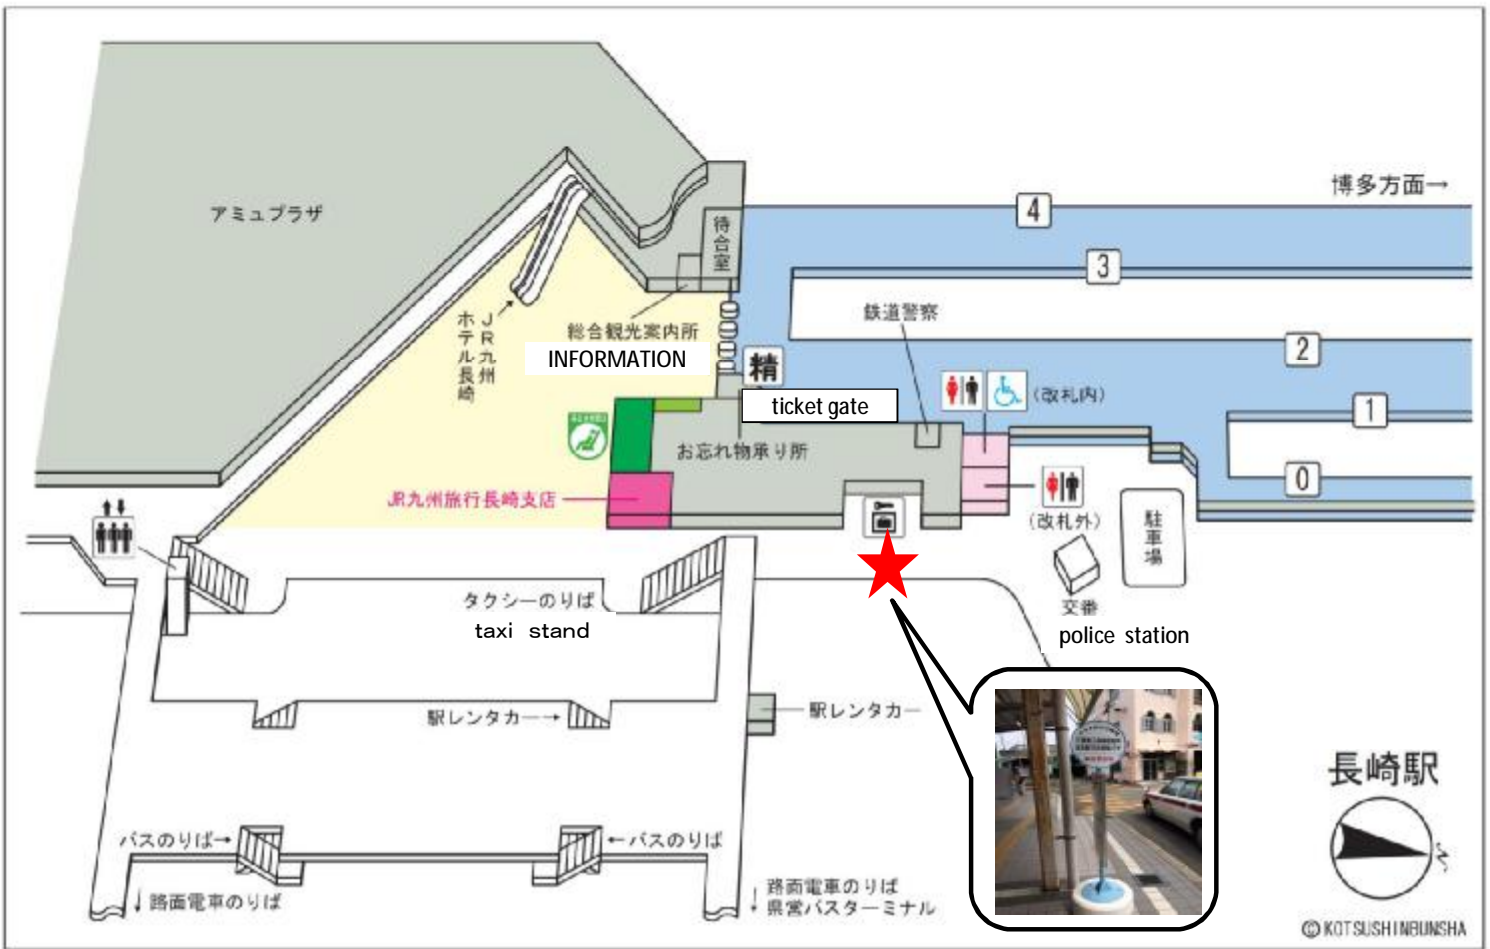 博多方面→
4
アミュプラザ
待合室
3
鉄道警察
JR九州
ホテル長崎
総合観光案内所
INFORMATION
精
2
ticket gate
(改札内)
1
お忘れ物承り所
JR九州旅行長崎支店
0
(改札外)
駐車場
タクシーのりば
taxi stand
交番
police station
駅レンタカー→
駅レンタカー
長崎駅
バスのりば→
←バスのりば
↓路面電車のりば
↓路面電車のりば
県営バスターミナル
© KOTSUSHINBUNSHA